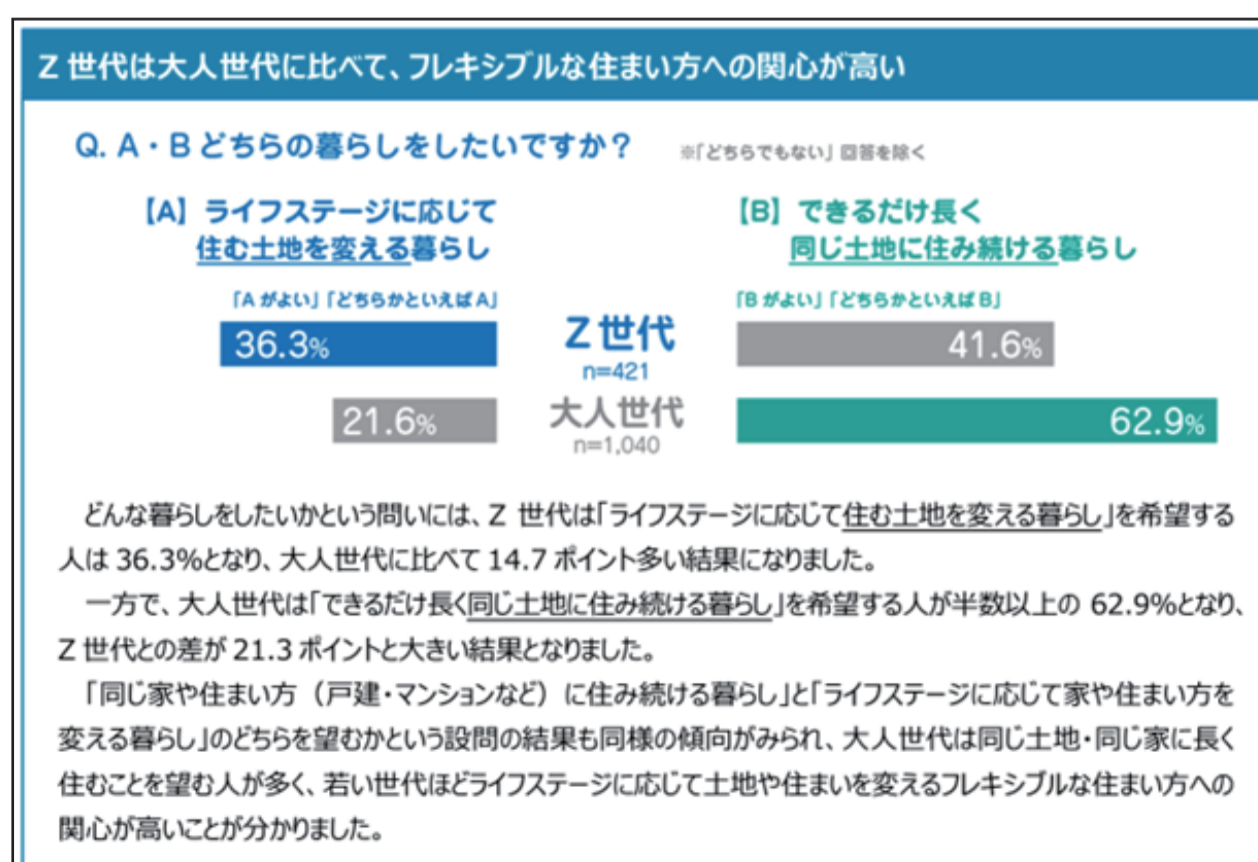 Z 世代は大人世代に比べて、フレキシブルな住まい方への関心が高い
Q. A・B どちらの暮らしをしたいですか？ ※「どちらでもない」回答を除く
【A】ライフステージに応じて
住む土地を変える暮らし
【B】できるだけ長く
同じ土地に住み続ける暮らし
「A がよい」「どちらかといえば A」
「B がよい」「どちらかといえば B」
36.3%
Z 世代
n=421
41.6%
21.6%
大人世代
n=1,040
62.9%
どんな暮らしをしたいかという問いには、Z 世代は「ライフステージに応じて住む土地を変える暮らし」を希望する
人は 36.3%となり、大人世代に比べて 14.7 ポイント多い結果になりました。
一方で、大人世代は「できるだけ長く同じ土地に住み続ける暮らし」を希望する人が半数以上の 62.9%となり、
Z 世代との差が 21.3 ポイントと大きい結果となりました。
「同じ家や住まい方（戸建・マンションなど）に住み続ける暮らし」と「ライフステージに応じて家や住まい方を
変える暮らし」のどちらを望むかという設問の結果も同様の傾向がみられ、大人世代は同じ土地・同じ家に長く
住むことを望む人が多く、若い世代ほどライフステージに応じて土地や住まいを変えるフレキシブルな住まい方への
関心が高いことが分かりました。